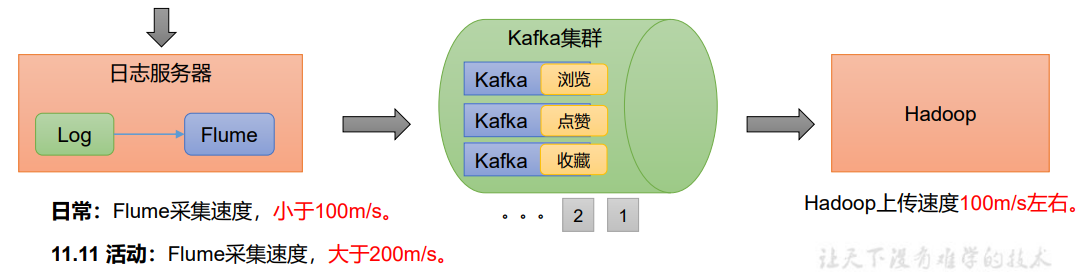 日志服务器
Log
Flume
Kafka集群
Kafka 浏览
Kafka 点赞
Kafka 收藏
。。。 2 1
Hadoop
日常：Flume采集速度，小于100m/s。
11.11 活动：Flume采集速度，大于200m/s。
Hadoop上传速度100m/s左右。
让天下没有难学的技术